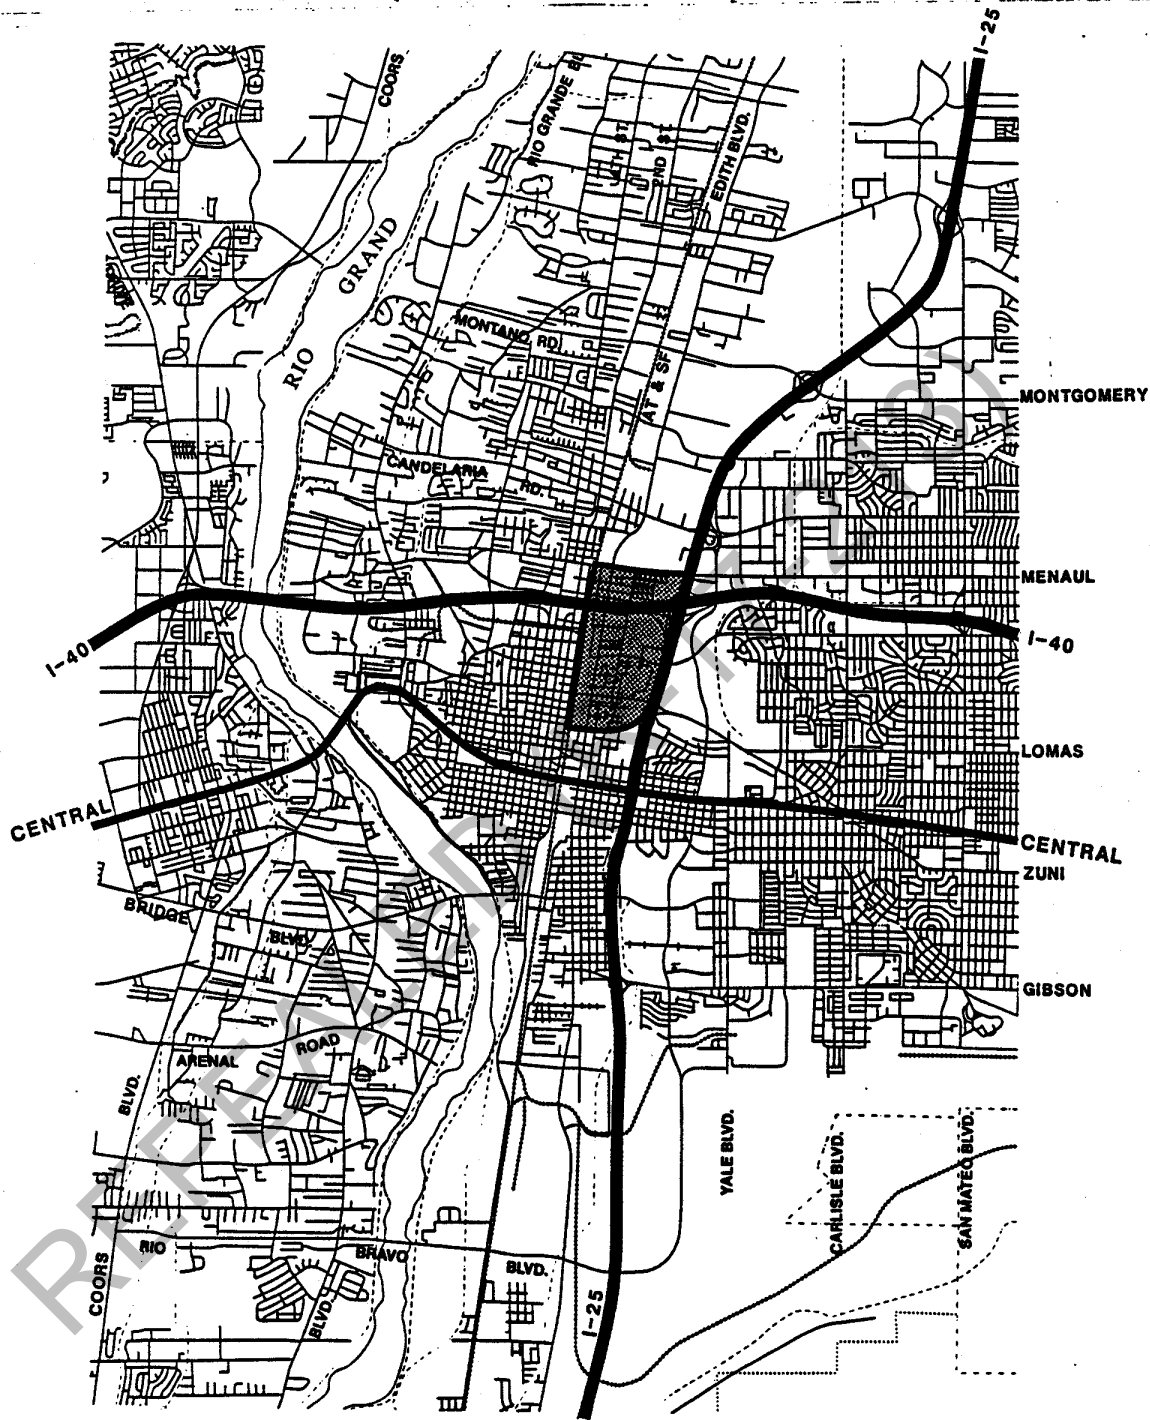 I-25
COORS
RIO GRANDE BL
4TH ST.
2ND ST.
EDITH BLVD.
RIO GRAND
MONTANO RD.
AT & SF
MONTGOMERY
CANDELARIA RD.
MENAUL
I-40
I-40
LOMAS
CENTRAL
CENTRAL
ZUNI
BRIDGE BLVD.
GIBSON
ARENAL ROAD
BLVD.
YALE BLVD.
CARLISLE BLVD.
SAN MATEO BLVD.
COORS
RIO BRAVO BLVD.
BLVD.
I-25